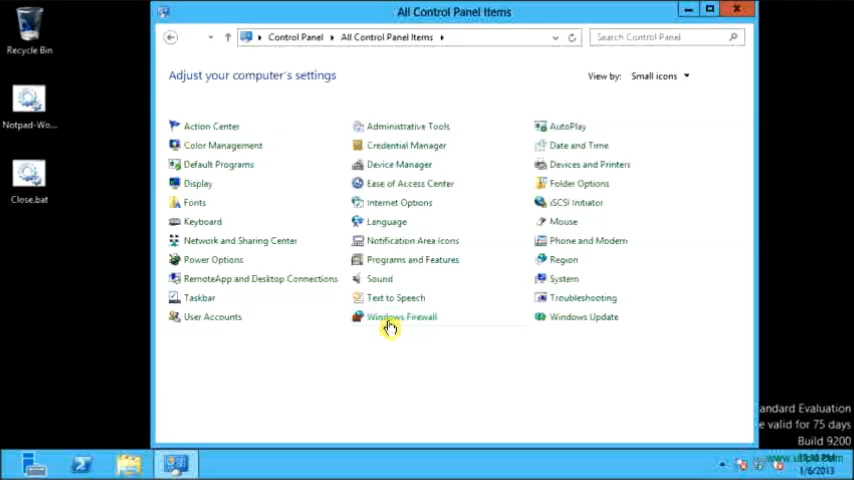 All Control Panel Items
Recycle Bin
Notpad-Wo...
Close.bat
Control Panel All Control Panel Items
Search Control Panel
Adjust your computer's settings
View by: Small icons
Action Center
Administrative Tools
AutoPlay
Color Management
Credential Manager
Date and Time
Default Programs
Device Manager
Devices and Printers
Display
Ease of Access Center
Folder Options
Fonts
Internet Options
iSCSI Initiator
Keyboard
Language
Mouse
Network and Sharing Center
Notification Area Icons
Phone and Modem
Power Options
Programs and Features
Region
RemoteApp and Desktop Connections
Sound
System
Taskbar
Text to Speech
Troubleshooting
User Accounts
Windows Firewall
Windows Update
andard Evaluation
e valid for 75 days
Build 9200
1/6/2013